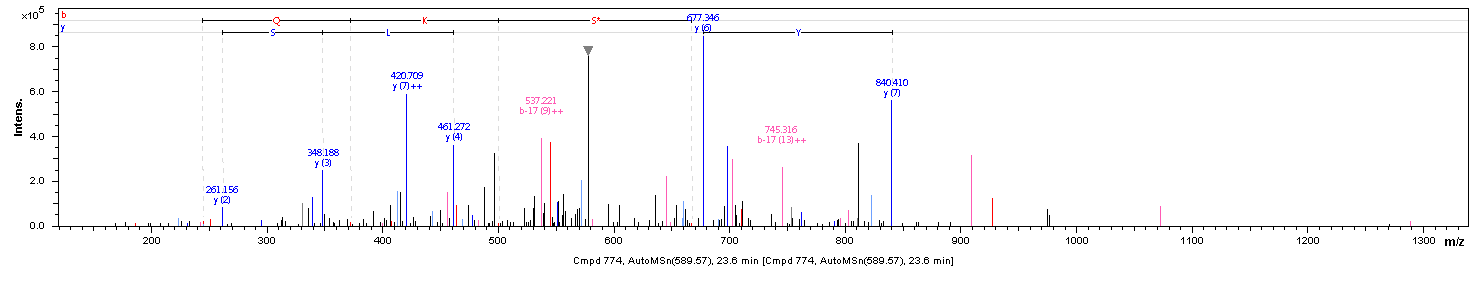 ×10⁵
b
y
Q K S*
S L Y
677.346
y (6)
8.0
840.410
y (7)
420.709
y (7)++
6.0
537.221
b-17 (9)++
461.272
y (4)
4.0
745.316
b-17 (13)++
348.188
y (3)
261.156
y (2)
2.0
0.0
Intens.
200 300 400 500 600 700 800 900 1000 1100 1200 1300 m/z
Cmpd 774, AutoMSn(589.57), 23.6 min [Cmpd 774, AutoMSn(589.57), 23.6 min]